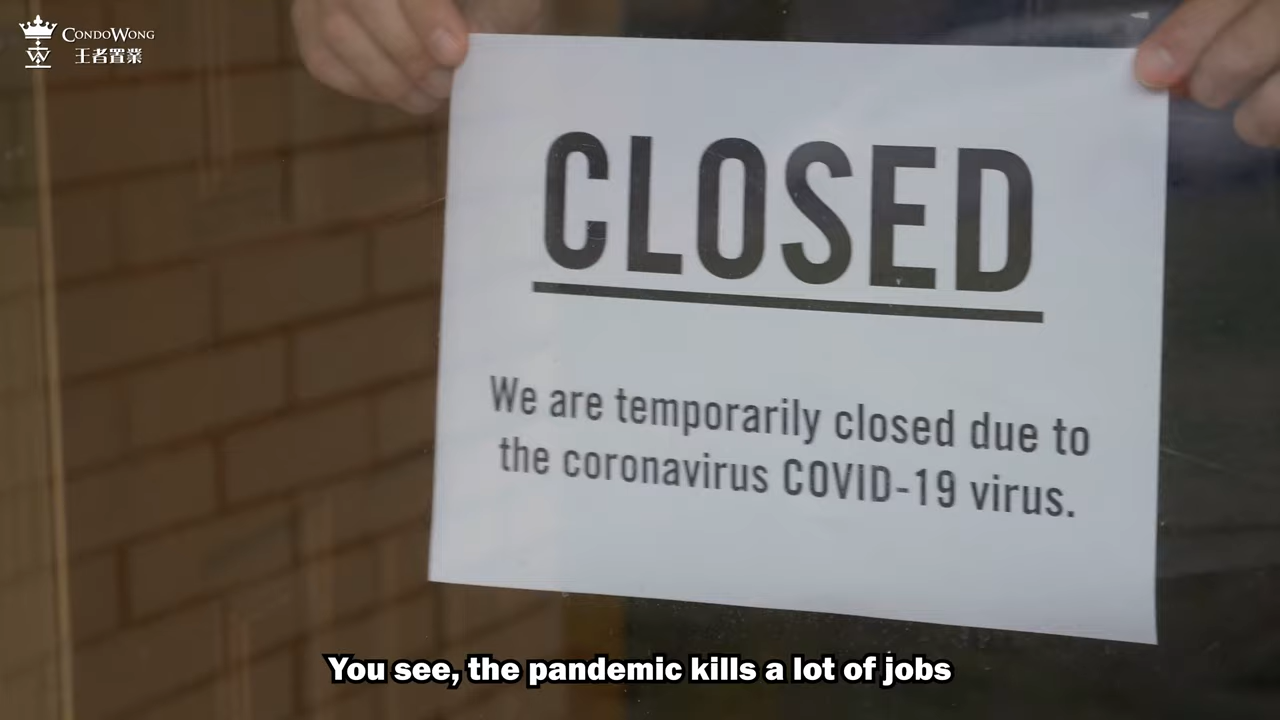 CONDOWONG
王者置業
CLOSED
We are temporarily closed due to
the coronavirus COVID-19 virus.
You see, the pandemic kills a lot of jobs